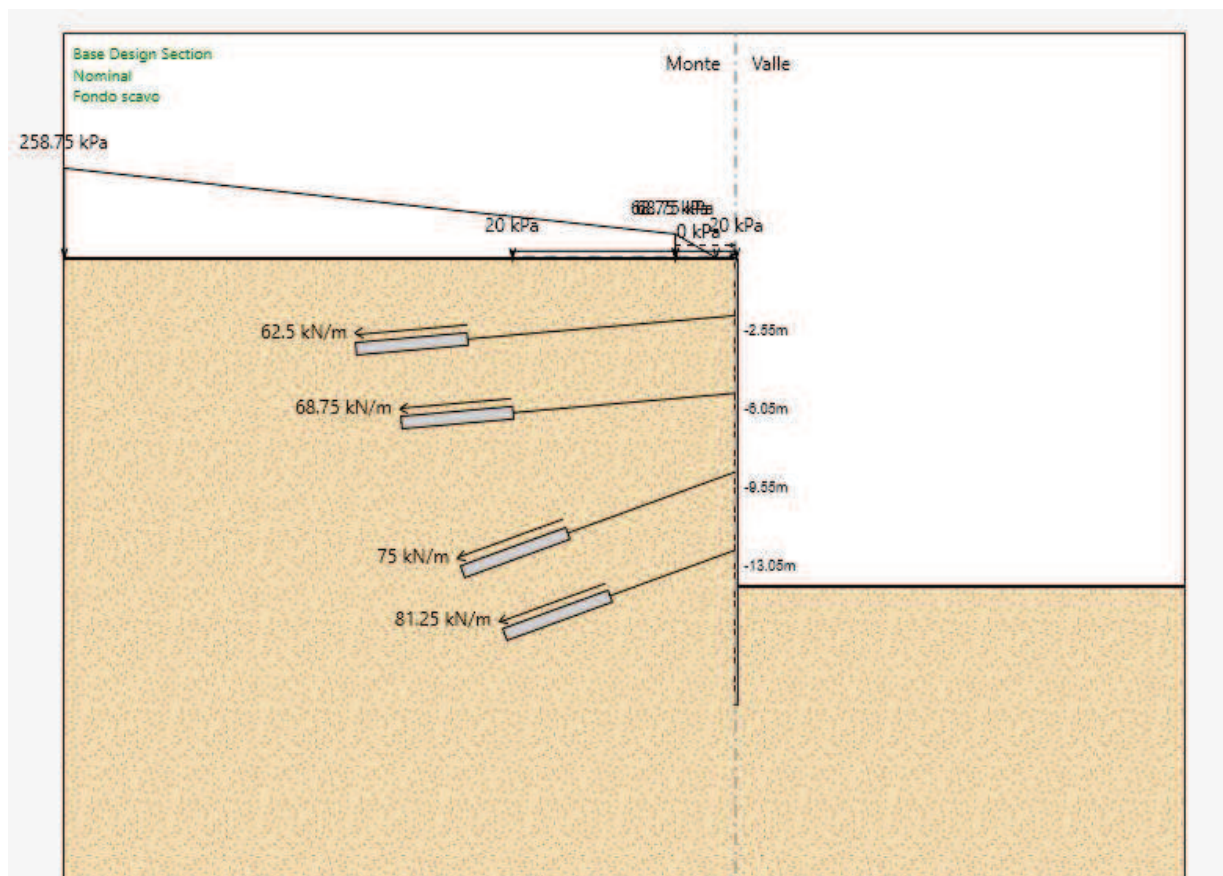 Base Design Section
Nominal
Fondo scavo
Monte
Valle
258.75 kPa
20 kPa
0 kPa
20 kPa
62.5 kN/m
-2.55m
68.75 kN/m
-6.05m
-9.55m
75 kN/m
-13.05m
81.25 kN/m